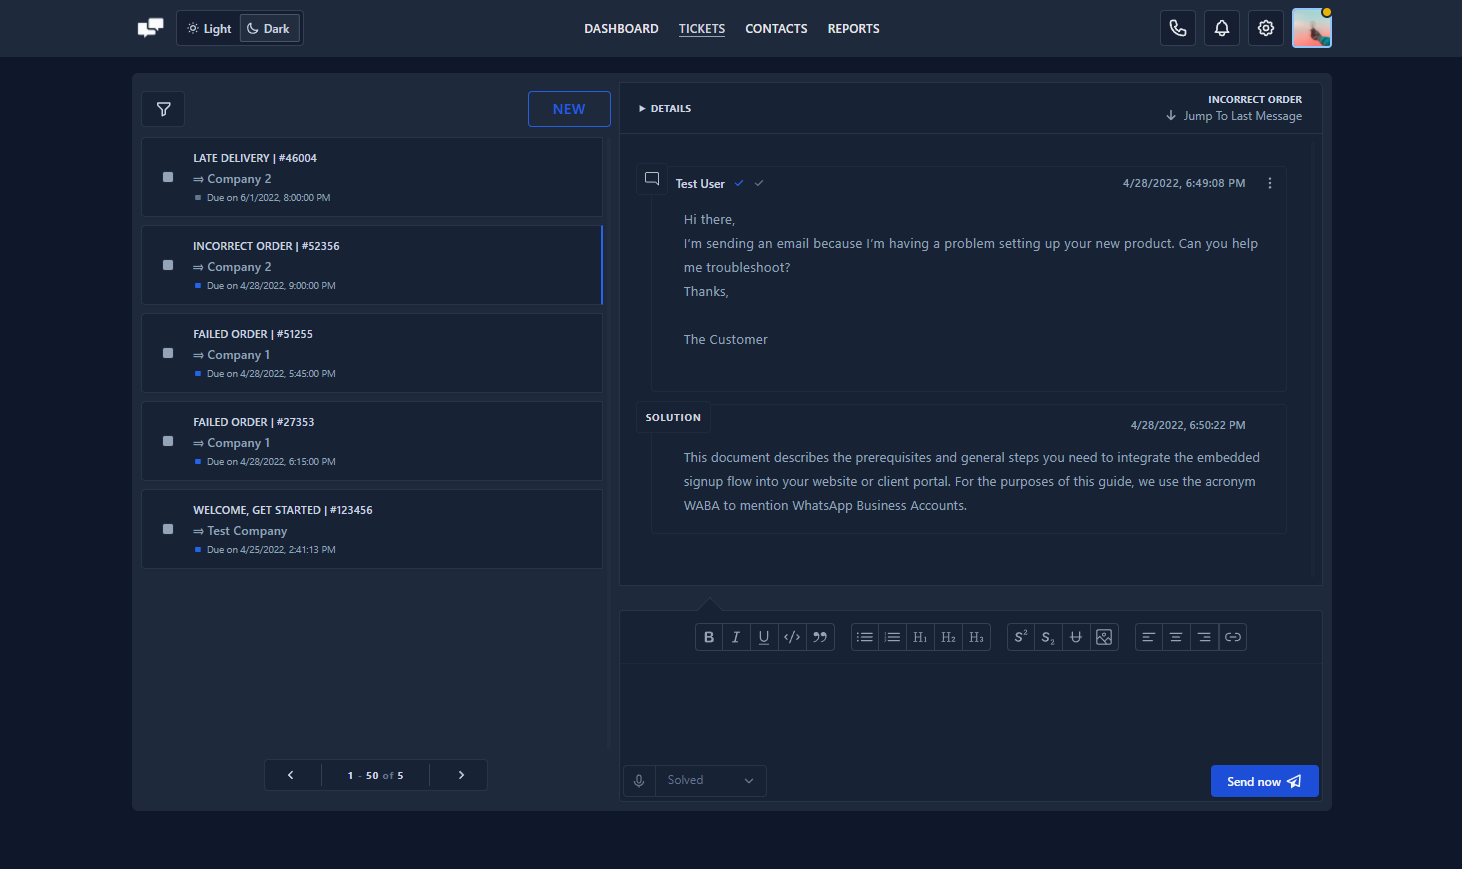 Light
Dark
DASHBOARD
TICKETS
CONTACTS
REPORTS
NEW
LATE DELIVERY | #46004
⇒ Company 2
Due on 6/1/2022, 8:00:00 PM
INCORRECT ORDER | #52356
⇒ Company 2
Due on 4/28/2022, 9:00:00 PM
FAILED ORDER | #51255
⇒ Company 1
Due on 4/28/2022, 5:45:00 PM
FAILED ORDER | #27353
⇒ Company 1
Due on 4/28/2022, 6:15:00 PM
WELCOME, GET STARTED | #123456
⇒ Test Company
Due on 4/25/2022, 2:41:13 PM
1 - 50 of 5
DETAILS
INCORRECT ORDER
Jump To Last Message
Test User
4/28/2022, 6:49:08 PM
Hi there,
I'm sending an email because I'm having a problem setting up your new product. Can you help
me troubleshoot?
Thanks,
The Customer
SOLUTION
4/28/2022, 6:50:22 PM
This document describes the prerequisites and general steps you need to integrate the embedded
signup flow into your website or client portal. For the purposes of this guide, we use the acronym
WABA to mention WhatsApp Business Accounts.
B I U </> H1 H2 H3 S² S₂ U
Solved
Send now